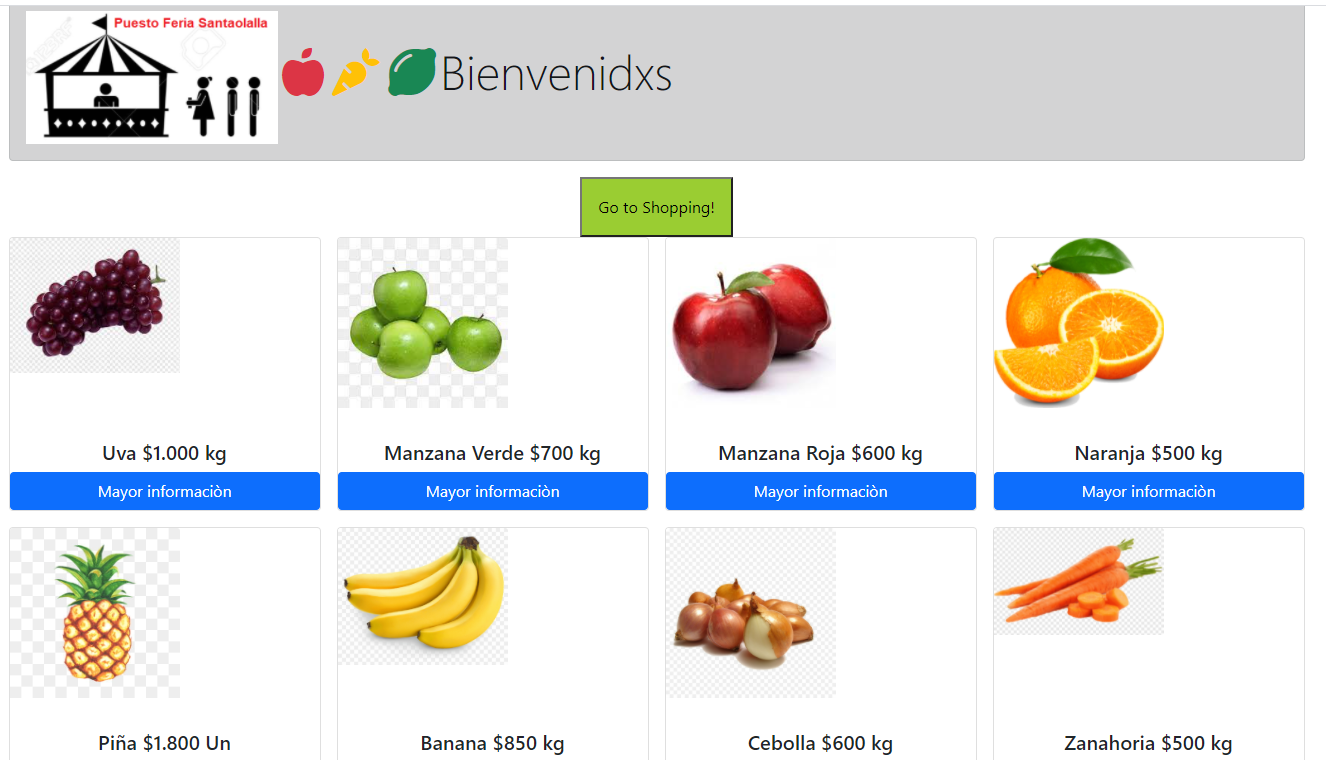 Puesto Feria Santaolalla
Bienvenidxs
Go to Shopping!
Uva $1.000 kg
Manzana Verde $700 kg
Manzana Roja $600 kg
Naranja $500 kg
Mayor informaciòn
Mayor informaciòn
Mayor informaciòn
Mayor informaciòn
Piña $1.800 Un
Banana $850 kg
Cebolla $600 kg
Zanahoria $500 kg